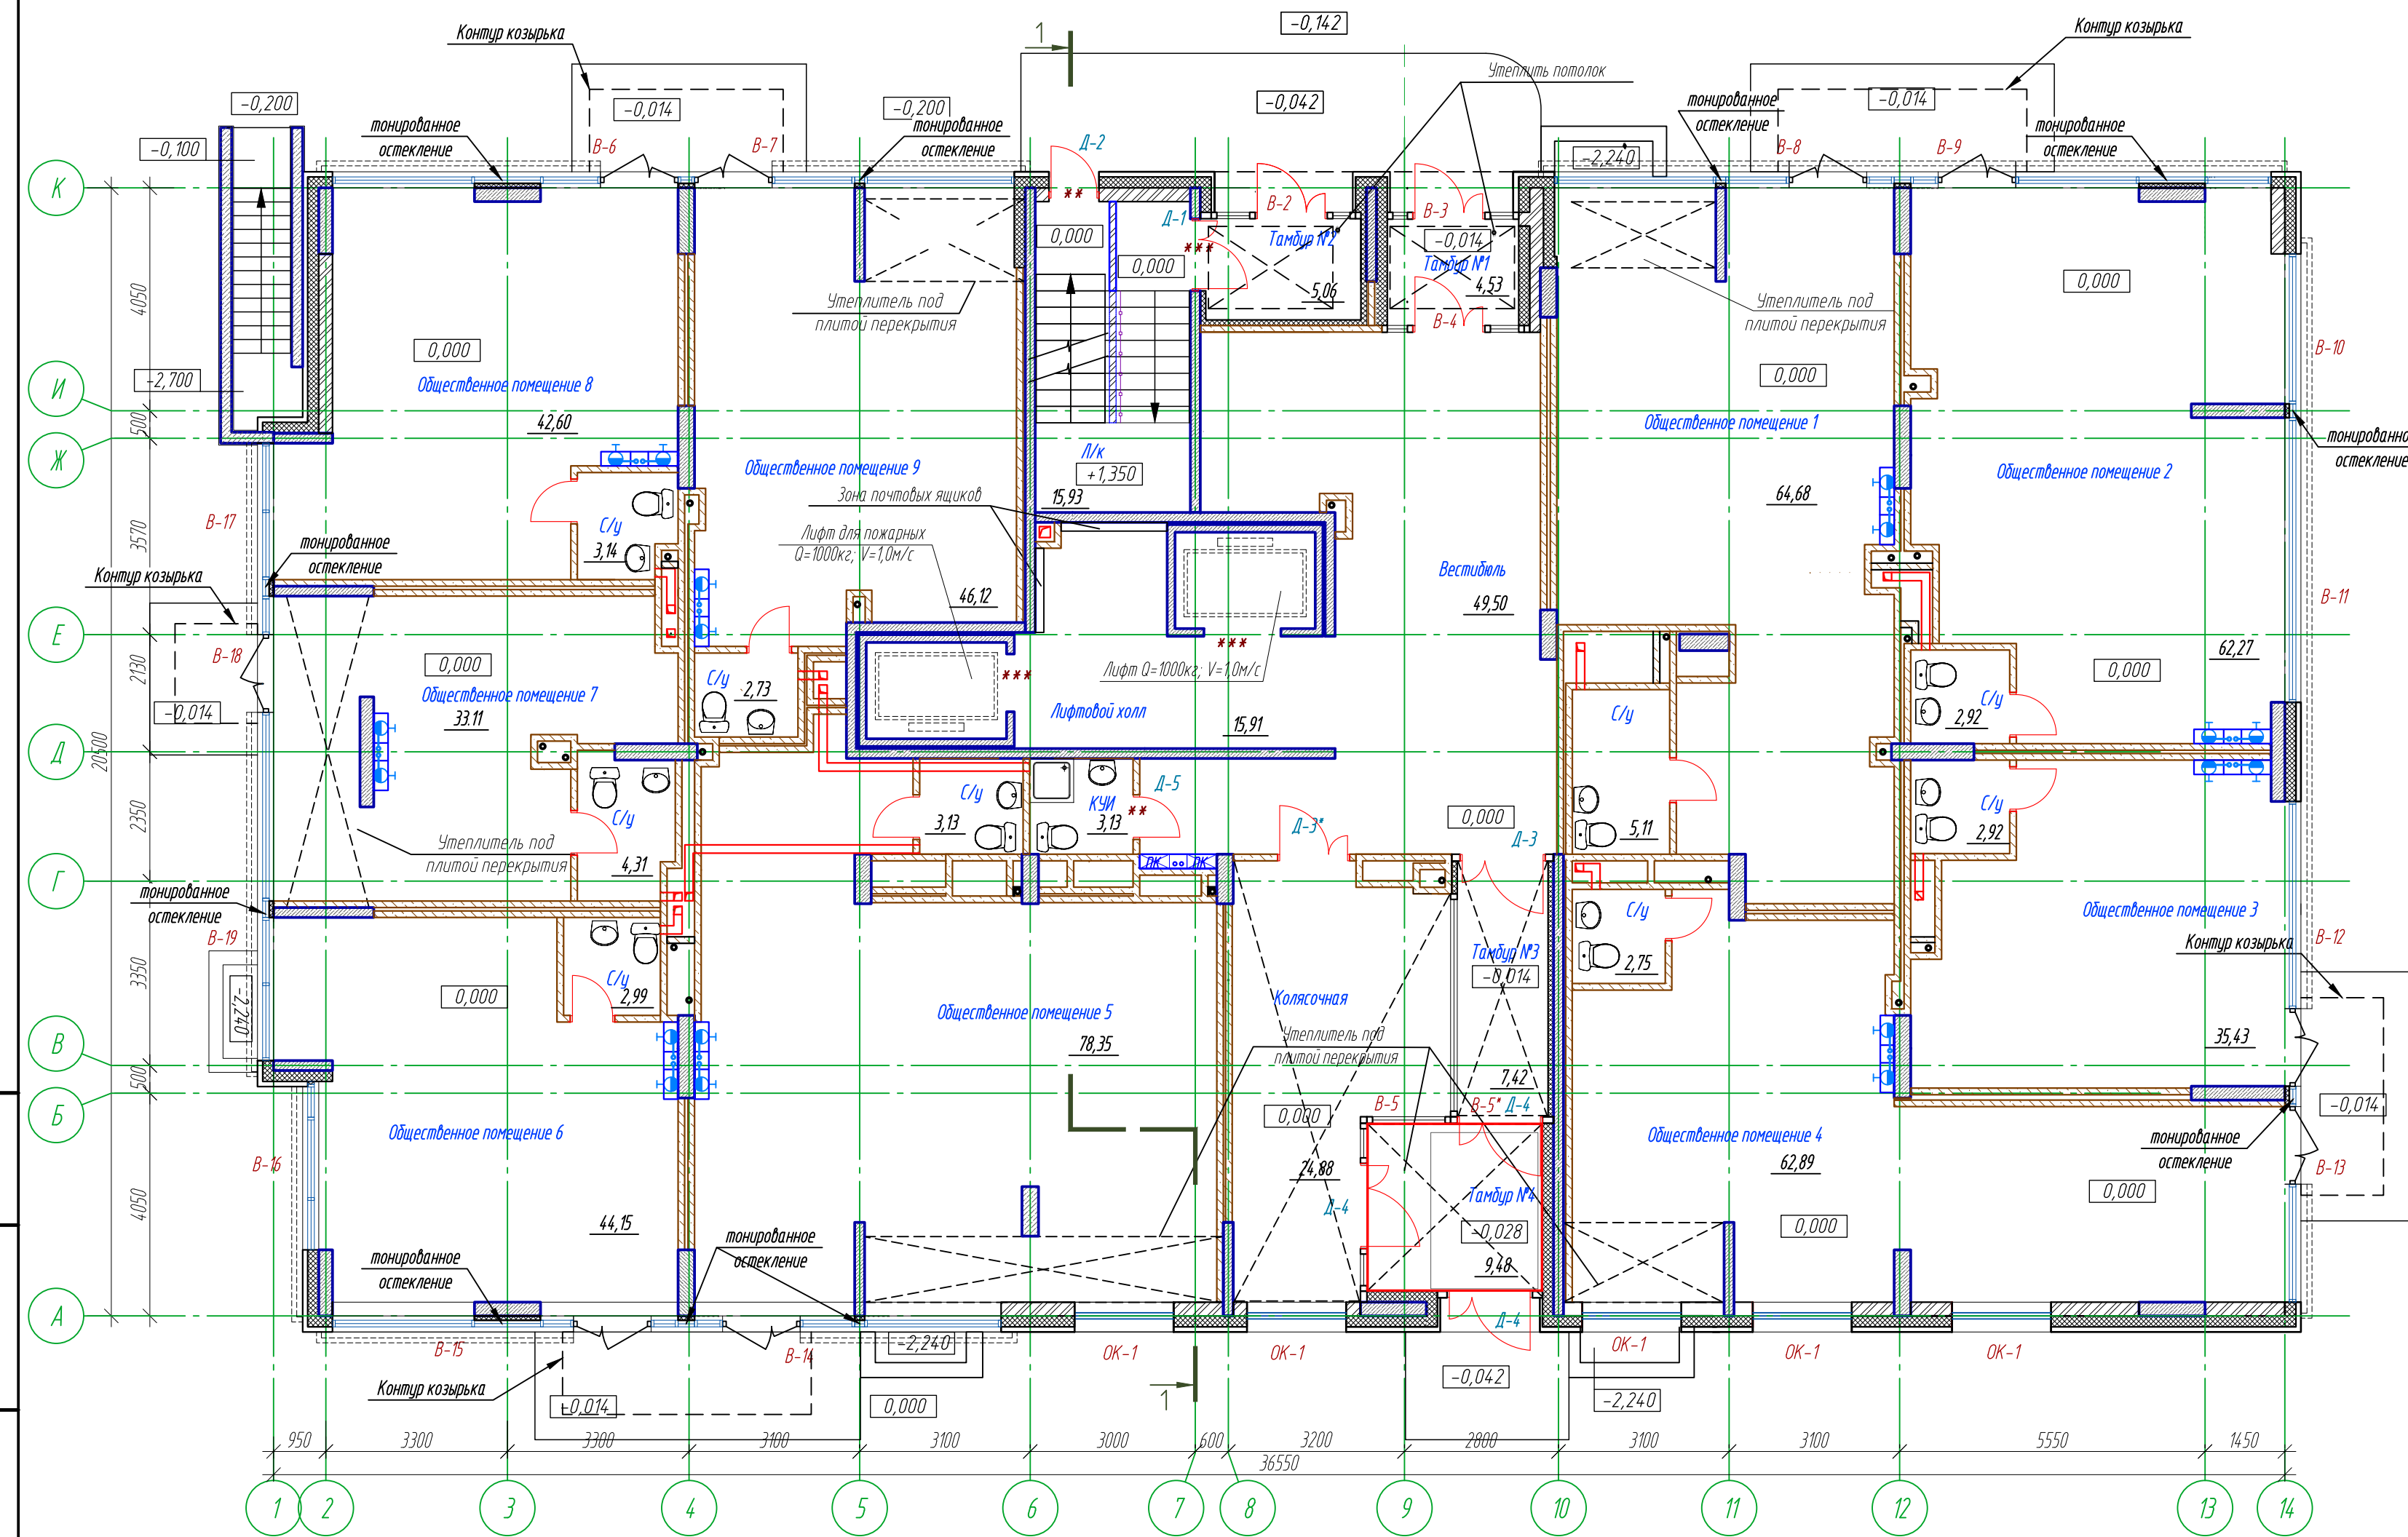 -0,142
Контур козырька
1
Контур козырька
Утеплить потолок
-0,200
-0,014
-0,200
-0,042
тонированное
остекление
-0,014
тонированное
остекление
В-6
В-7
тонированное
остекление
Д-2
-0,100
-2,240
В-8
В-9
тонированное
остекление
К
**
Д-1
В-2
В-3
0,000
***
Тамбур №2
-0,014
0,000
Тамбур №1
0,000
5,06
4,53
4050
Утеплитель под
плитой перекрытия
В-4
Утеплитель под
плитой перекрытия
0,000
В-10
-2,700
0,000
И
Общественное помещение 8
42,60
500
Общественное помещение 1
тонированно
остекление
Ж
Л/к
Общественное помещение 9
+1,350
Общественное помещение 2
Зона почтовых ящиков
15,93
64,68
В-17
3570
С/у
3,14
тонированное
остекление
Лифт для пожарных
Q=1000кг; V=1,0м/с
Контур козырька
Вестибюль
49,50
46,12
В-11
Е
В-18
0,000
***
***
Лифт Q=1000кг; V=1,0м/с
0,000
62,27
2130
Общественное помещение 7
33.11
С/у
2,73
-0,014
Лифтовой холл
15,91
С/у
С/у
2,92
20500
Д
Д-5
С/у
3,13
КУИ
3,13
**
С/у
2,92
2350
С/у
4,31
Утеплитель под
плитой перекрытия
Д-3*
0,000
Д-3
5,11
ПК
ПК
Г
тонированное
остекление
В-19
С/у
2,75
Общественное помещение 3
Контур козырька
В-12
Тамбур №3
-0,014
3350
С/у
2,99
0,000
-2,240
Общественное помещение 5
78,35
Колясочная
Утеплитель под
плитой перекрытия
35,43
В
500
7,42
Б
0,000
В-5
В-5*
Д-4
-0,014
Общественное помещение 6
Общественное помещение 4
62,89
тонированное
остекление
В-16
24,88
В-13
4050
Д-4
Тамбур №4
0,000
44,15
-0,028
9,48
0,000
тонированное
остекление
тонированное
остекление
А
В-15
В-14
-2,240
ОК-1
ОК-1
Д-4
ОК-1
ОК-1
ОК-1
Контур козырька
-0,014
0,000
1
-0,042
-2,240
950
3300
3300
3100
3100
3000
600
3200
2800
3100
3100
5550
1450
36550
1
2
3
4
5
6
7
8
9
10
11
12
13
14